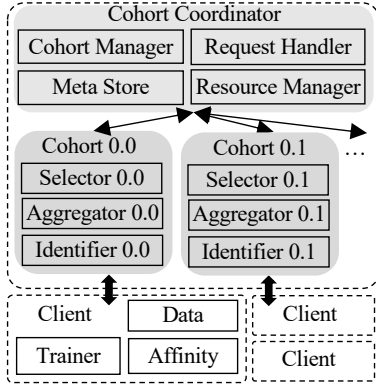 Cohort Coordinator
Cohort Manager
Request Handler
Meta Store
Resource Manager
Cohort 0.0
Cohort 0.1
...
Selector 0.0
Selector 0.1
Aggregator 0.0
Aggregator 0.1
Identifier 0.0
Identifier 0.1
Client
Data
Client
Trainer
Affinity
Client